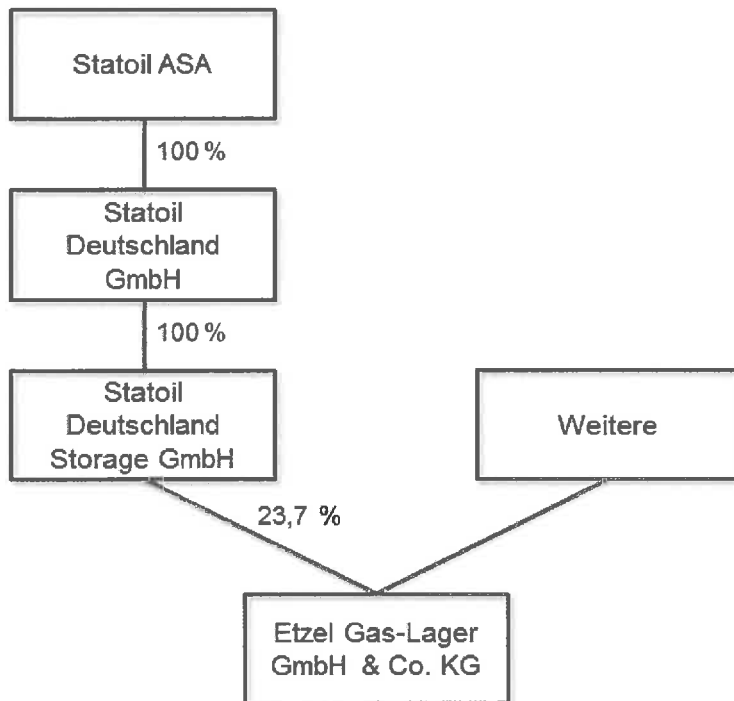 Statoil ASA
100 %
Statoil
Deutschland
GmbH
100 %
Statoil
Deutschland
Storage GmbH
Weitere
23,7 %
Etzel Gas-Lager
GmbH & Co. KG